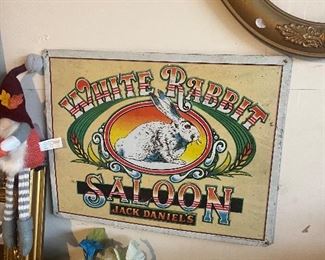 WHITE RABBIT
SALOON
JACK DANIEL'S